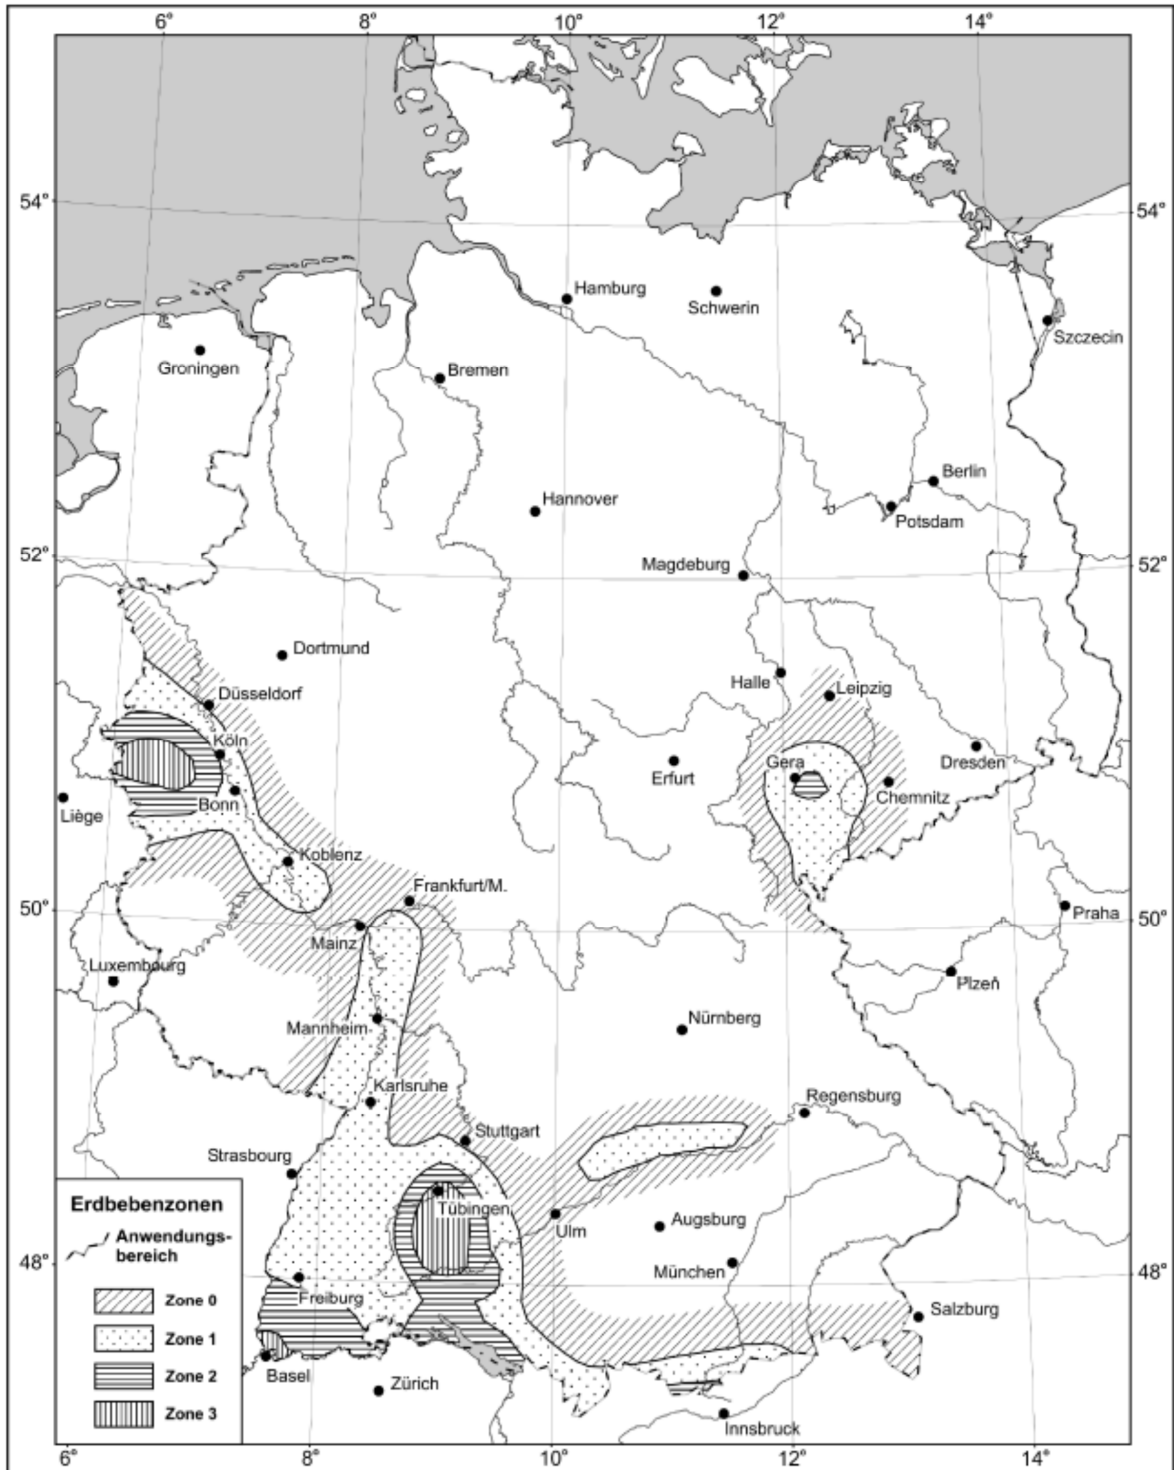 6° 8° 10° 12° 14°
54° 54°
Hamburg
Schwerin
Szczecin
Groningen
Bremen
Berlin
Hannover
Potsdam
52° 52°
Magdeburg
Dortmund
Halle
Leipzig
Düsseldorf
Köln
Gera
Dresden
Erfurt
Chemnitz
Bonn
Liège
Koblenz
Frankfurt/M.
50° 50°
Praha
Mainz
Luxembourg
Plzeň
Nürnberg
Mannheim
Karlsruhe
Regensburg
Stuttgart
Strasbourg
Tübingen
Augsburg
Ulm
48° 48°
München
Freiburg
Salzburg
Basel
Zürich
Innsbruck
Erdbebenzonen
Anwendungs-
bereich
Zone 0
Zone 1
Zone 2
Zone 3
6° 8° 10° 12° 14°